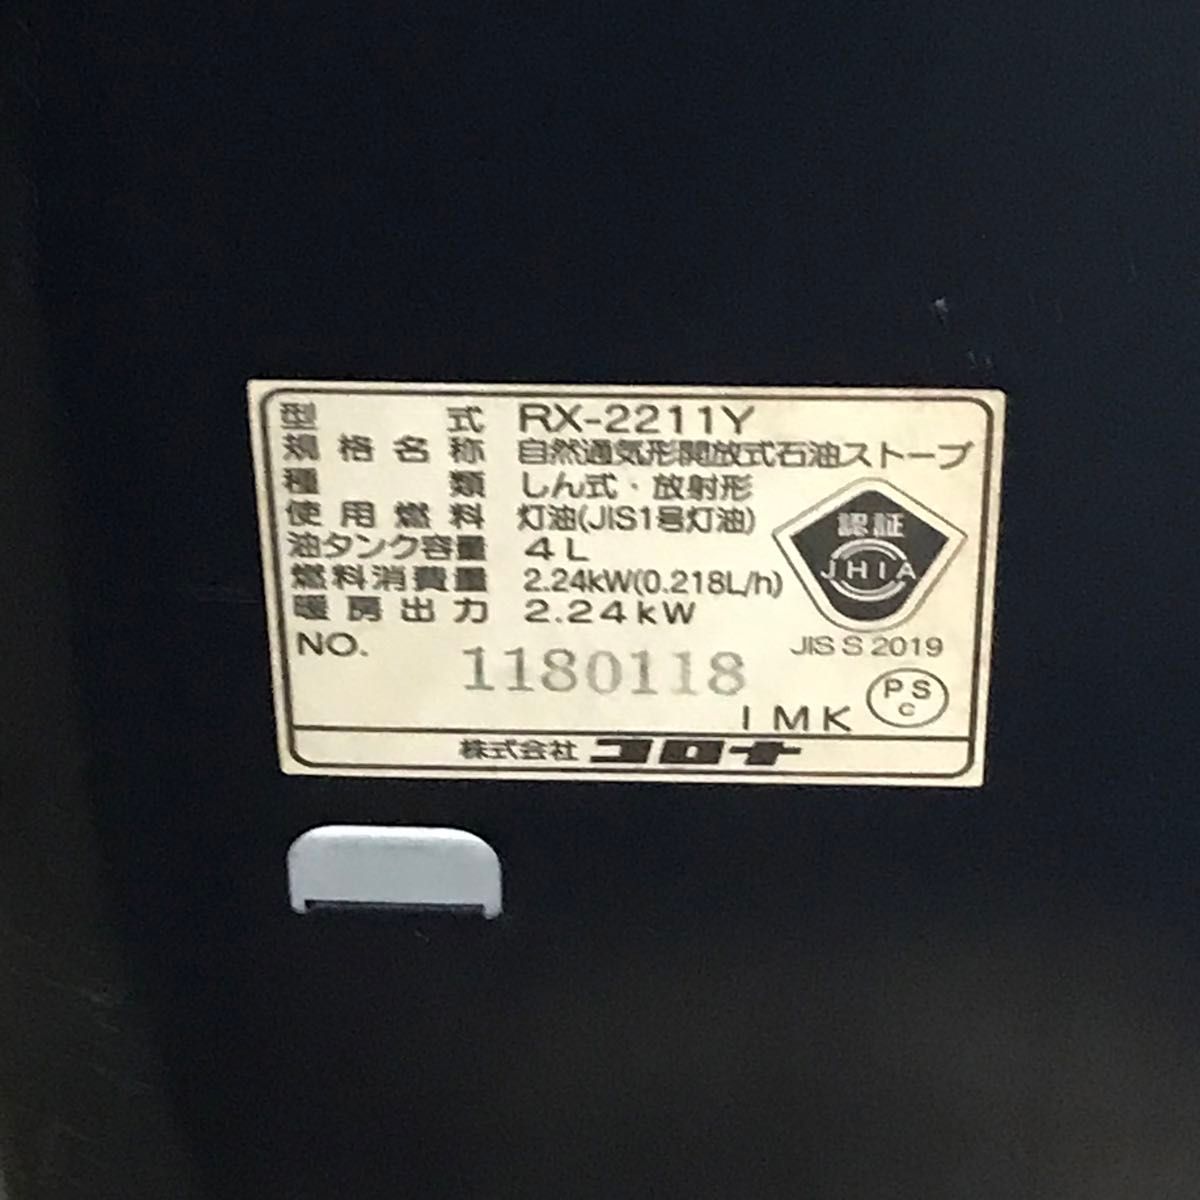 型式 RX-2211Y
規格名称 自然通気形開放式石油ストーブ
種類 しん式・放射形
使用燃料 灯油(JIS1号灯油)
油タンク容量 4L
燃料消費量 2.24kW(0.218L/h)
暖房出力 2.24kW
認証
JHIA
JIS S 2019
NO. 1180118
PS
C
IMK
株式会社 コロナ